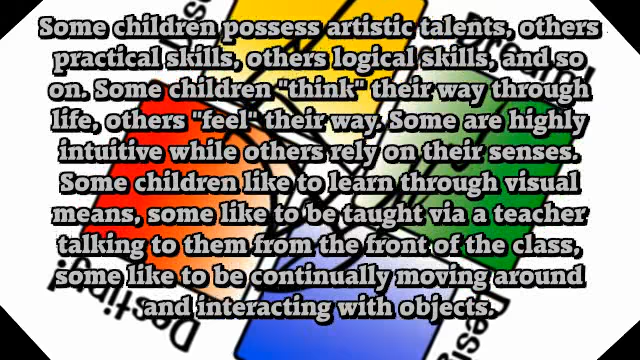 Some children possess artistic talents, others
practical skills, others logical skills, and so
on. Some children "think" their way through
life, others "feel" their way. Some are highly
intuitive while others rely on their senses.
Some children like to learn through visual
means, some like to be taught via a teacher
talking to them from the front of the class,
some like to be continually moving around
and interacting with objects.
Destiny!